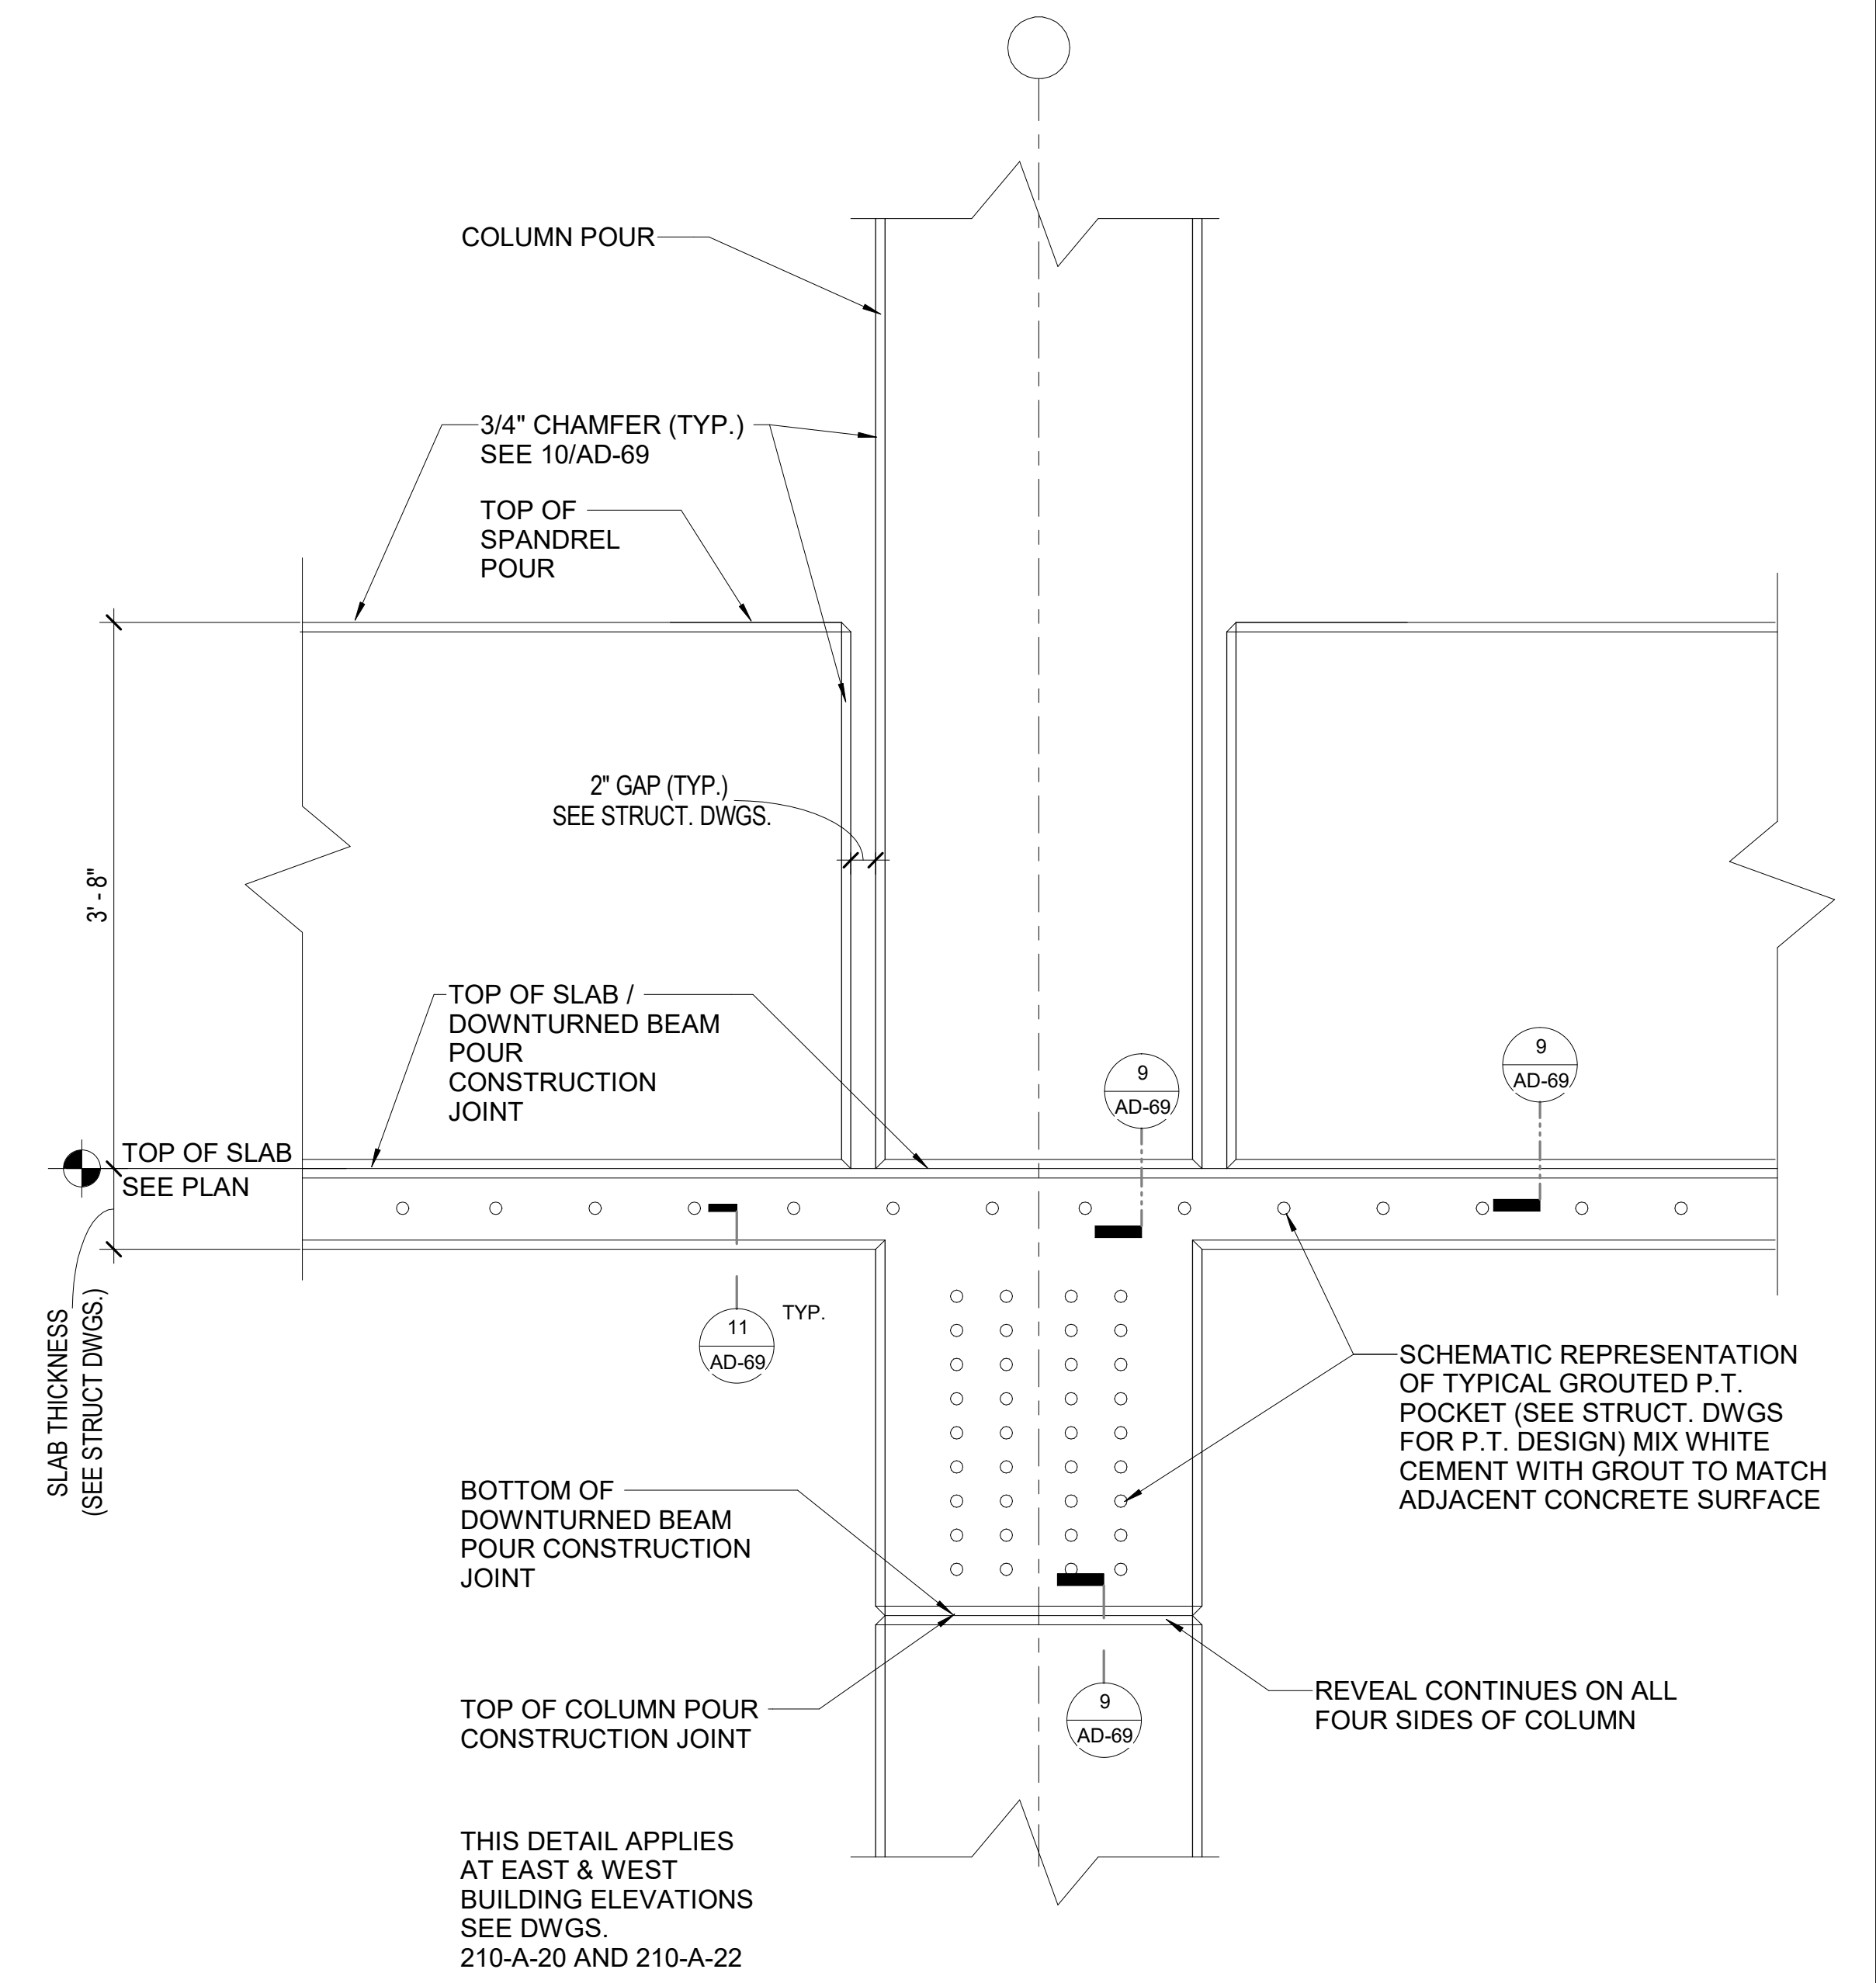 COLUMN POUR
3/4" CHAMFER (TYP.)
SEE 10/AD-69
TOP OF
SPANDREL
POUR
2" GAP (TYP.)
SEE STRUCT. DWGS.
3' - 8"
TOP OF SLAB /
DOWNTURNED BEAM
POUR
CONSTRUCTION
JOINT
9
AD-69
9
AD-69
TOP OF SLAB
SEE PLAN
SLAB THICKNESS
(SEE STRUCT DWGS.)
11
AD-69
TYP.
SCHEMATIC REPRESENTATION
OF TYPICAL GROUTED P.T.
POCKET (SEE STRUCT. DWGS
FOR P.T. DESIGN) MIX WHITE
CEMENT WITH GROUT TO MATCH
ADJACENT CONCRETE SURFACE
BOTTOM OF
DOWNTURNED BEAM
POUR CONSTRUCTION
JOINT
TOP OF COLUMN POUR
CONSTRUCTION JOINT
9
AD-69
REVEAL CONTINUES ON ALL
FOUR SIDES OF COLUMN
THIS DETAIL APPLIES
AT EAST & WEST
BUILDING ELEVATIONS
SEE DWGS.
210-A-20 AND 210-A-22